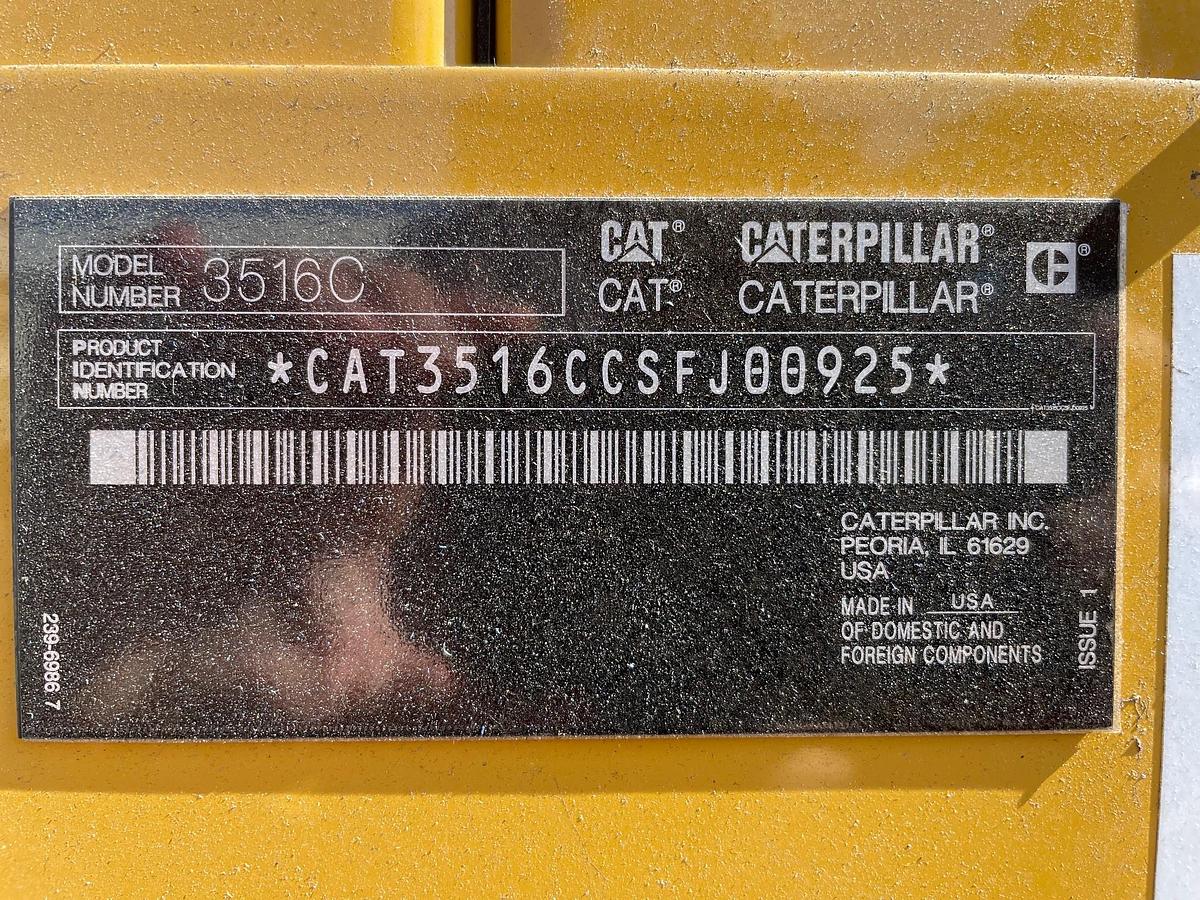 MODEL NUMBER 3516C
CAT® CATERPILLAR®
CAT® CATERPILLAR®
PRODUCT
IDENTIFICATION
NUMBER
*CAT3516CCSFJ00925*
CATERPILLAR INC.
PEORIA, IL 61629
USA
MADE IN USA
OF DOMESTIC AND
FOREIGN COMPONENTS
239-6986 7
ISSUE 1